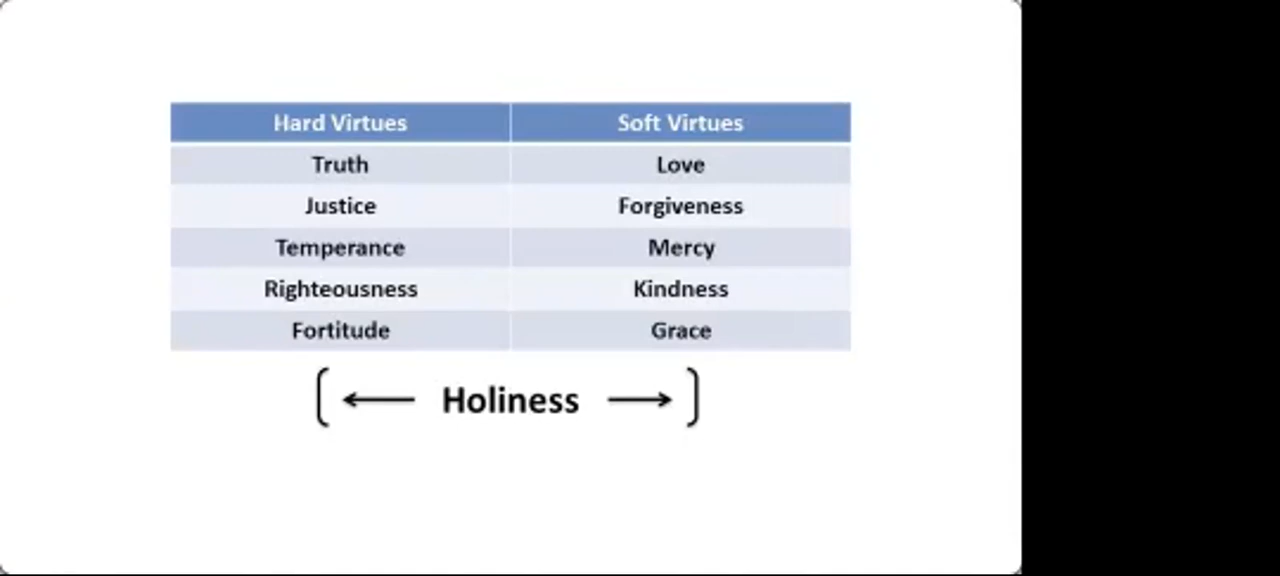 Hard Virtues Soft Virtues
Truth Love
Justice Forgiveness
Temperance Mercy
Righteousness Kindness
Fortitude Grace
Holiness